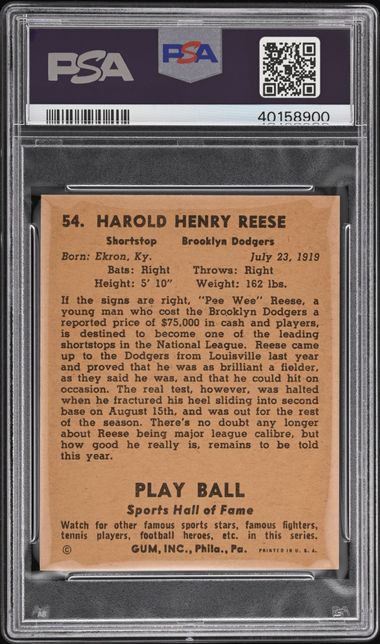 PSA
PSA
40158900
54. HAROLD HENRY REESE
Shortstop Brooklyn Dodgers
Born: Ekron, Ky. July 23, 1919
Bats: Right Throws: Right
Height: 5' 10" Weight: 162 lbs.
If the signs are right, "Pee Wee" Reese, a
young man who cost the Brooklyn Dodgers a
reported price of $75,000 in cash and players,
is destined to become one of the leading
shortstops in the National League. Reese came
up to the Dodgers from Louisville last year
and proved that he was as brilliant a fielder,
as they said he was, and that he could hit on
occasion. The real test, however, was halted
when he fractured his heel sliding into second
base on August 15th, and was out for the rest
of the season. There's no doubt any longer
about Reese being major league calibre, but
how good he really is, remains to be told
this year.
PLAY BALL
Sports Hall of Fame
Watch for other famous sports stars, famous fighters,
tennis players, football heroes, etc. in this series.
© GUM, INC., Phila., Pa. PRINTED IN U. S. A.